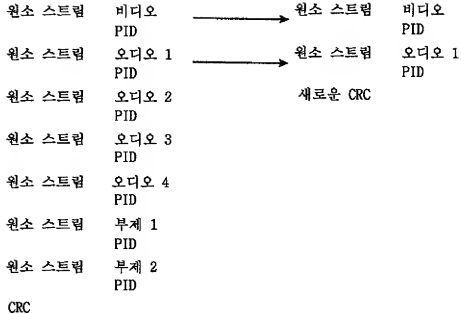 원소 스트림 비디오 원소 스트림 비디오
PID PID
원소 스트림 오디오 1 원소 스트림 오디오 1
PID PID
원소 스트림 오디오 2 새로운 CRC
PID
원소 스트림 오디오 3
PID
원소 스트림 오디오 4
PID
원소 스트림 부제 1
PID
원소 스트림 부제 2
PID
CRC